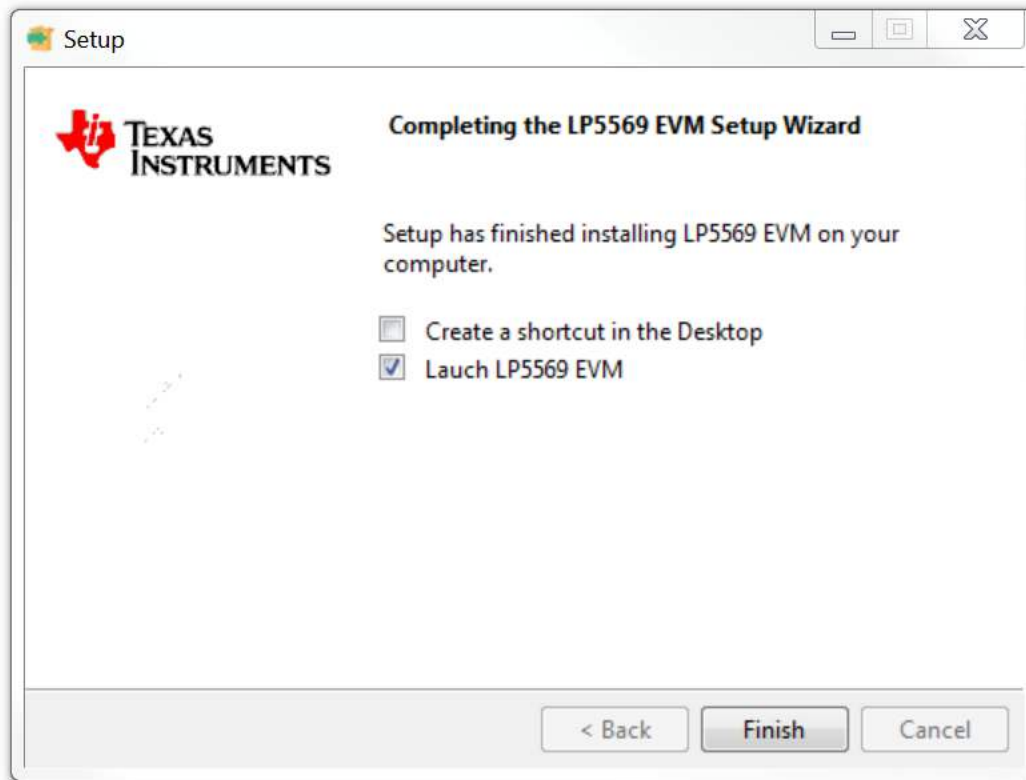 Setup
TEXAS
INSTRUMENTS
Completing the LP5569 EVM Setup Wizard
Setup has finished installing LP5569 EVM on your
computer.
Create a shortcut in the Desktop
Lauch LP5569 EVM
< Back
Finish
Cancel